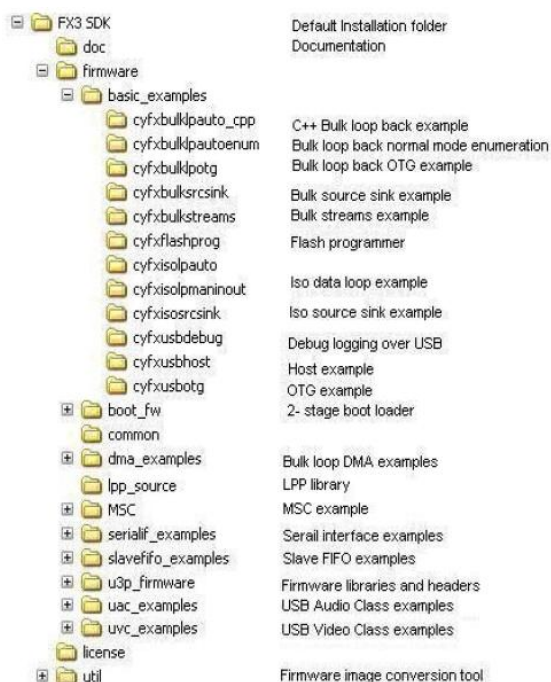 FX3 SDK Default Installation folder
doc Documentation
firmware
basic_examples
cyfxbulklpauto_cpp C++ Bulk loop back example
cyfxbulklpautoenum Bulk loop back normal mode enumeration
cyfxbulklpotg Bulk loop back OTG example
cyfxbulksrcsink Bulk source sink example
cyfxbulkstreams Bulk streams example
cyfxflashprog Flash programmer
cyfxisolpauto
cyfxisolpmaninout Iso data loop example
cyfxisosrcsink Iso source sink example
cyfxusbdebug Debug logging over USB
cyfxusbhost Host example
cyfxusbotg OTG example
boot_fw 2- stage boot loader
common
dma_examples Bulk loop DMA examples
lpp_source LPP library
MSC MSC example
serialif_examples Serail interface examples
slavefifo_examples Slave FIFO examples
u3p_firmware Firmware libraries and headers
uac_examples USB Audio Class examples
uvc_examples USB Video Class examples
license
util Firmware image conversion tool